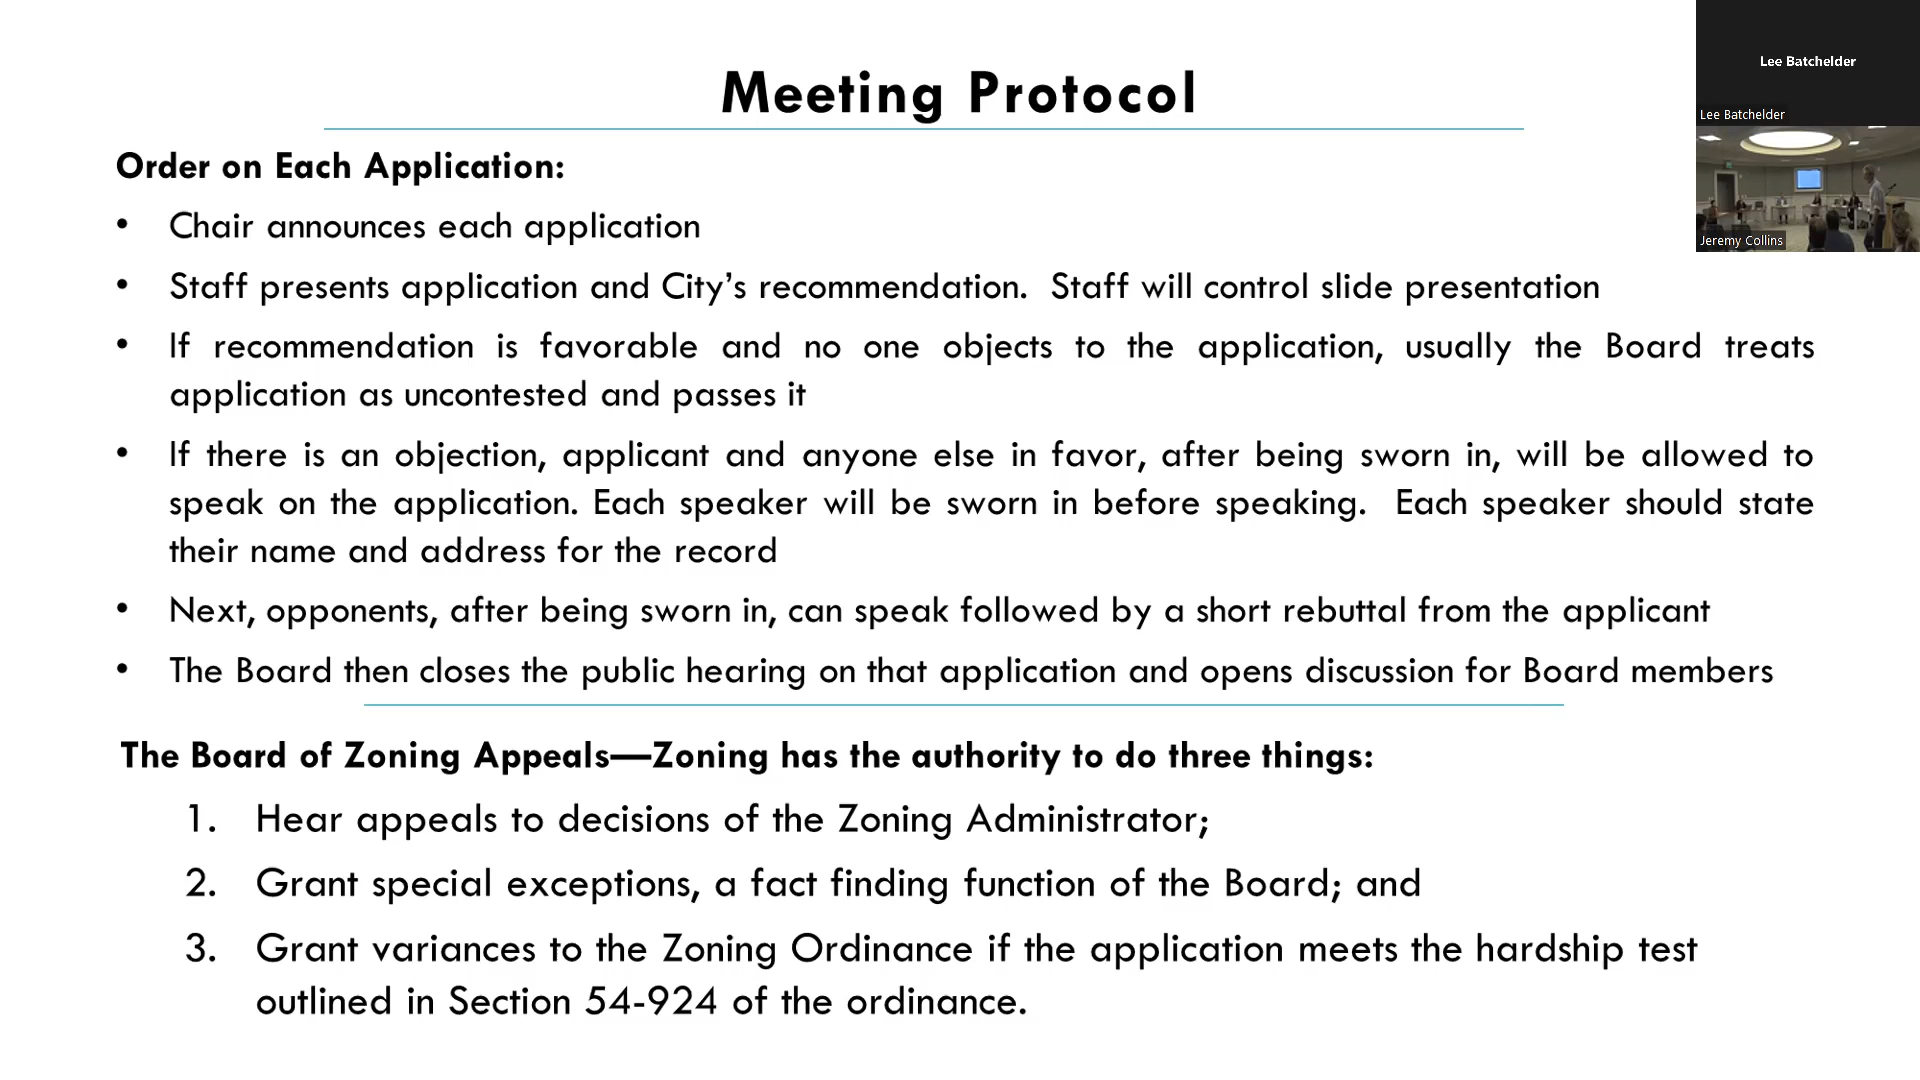 Meeting Protocol
Order on Each Application:
• Chair announces each application
• Staff presents application and City’s recommendation.  Staff will control slide presentation
• If recommendation is favorable and no one objects to the application, usually the Board treats
application as uncontested and passes it
• If there is an objection, applicant and anyone else in favor, after being sworn in, will be allowed to
speak on the application. Each speaker will be sworn in before speaking.  Each speaker should state
their name and address for the record
• Next, opponents, after being sworn in, can speak followed by a short rebuttal from the applicant
• The Board then closes the public hearing on that application and opens discussion for Board members
The Board of Zoning Appeals—Zoning has the authority to do three things:
1. Hear appeals to decisions of the Zoning Administrator;
2. Grant special exceptions, a fact finding function of the Board; and
3. Grant variances to the Zoning Ordinance if the application meets the hardship test
outlined in Section 54-924 of the ordinance.
Lee Batchelder
Lee Batchelder
Jeremy Collins